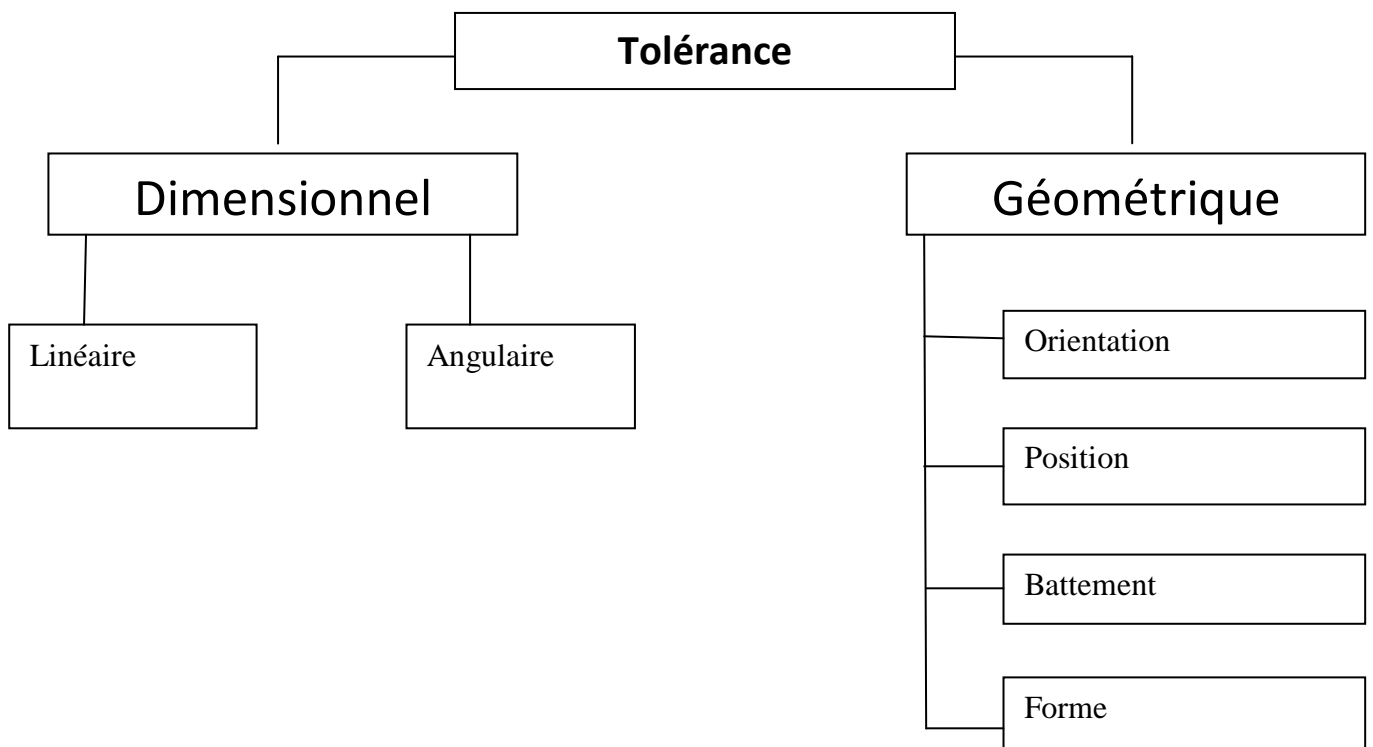 Tolérance
Dimensionnel
Géométrique
Linéaire
Angulaire
Orientation
Position
Battement
Forme